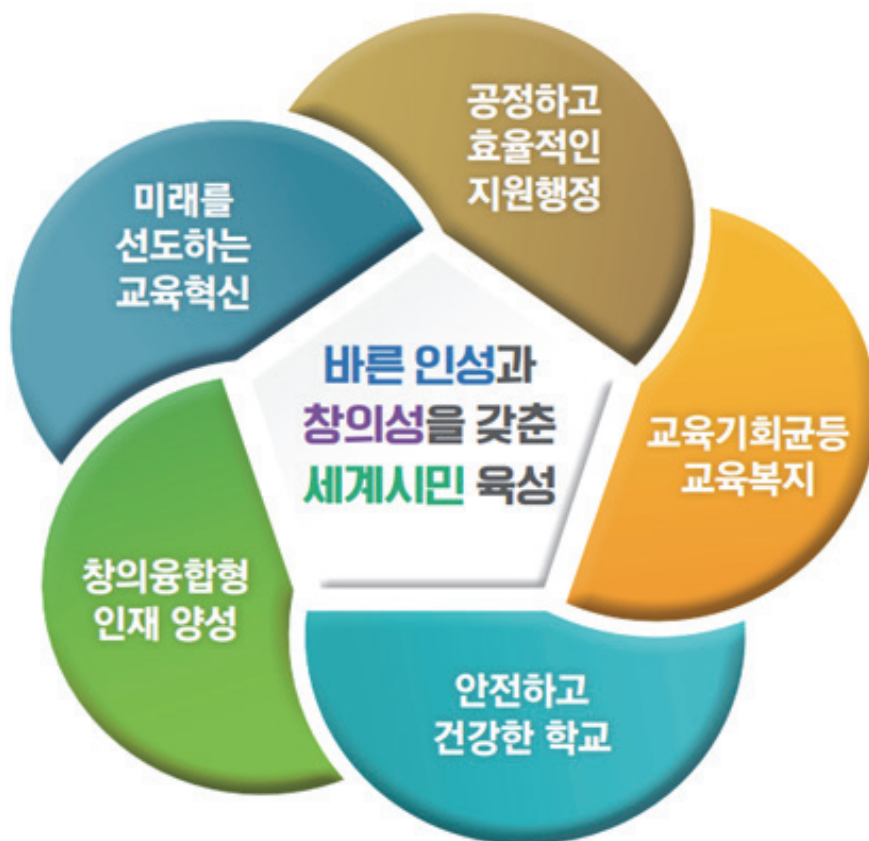 공정하고
효율적인
지원행정
미래를
선도하는
교육혁신
바른 인성과
창의성을 갖춘
세계시민 육성
교육기회균등
교육복지
창의융합형
인재 양성
안전하고
건강한 학교